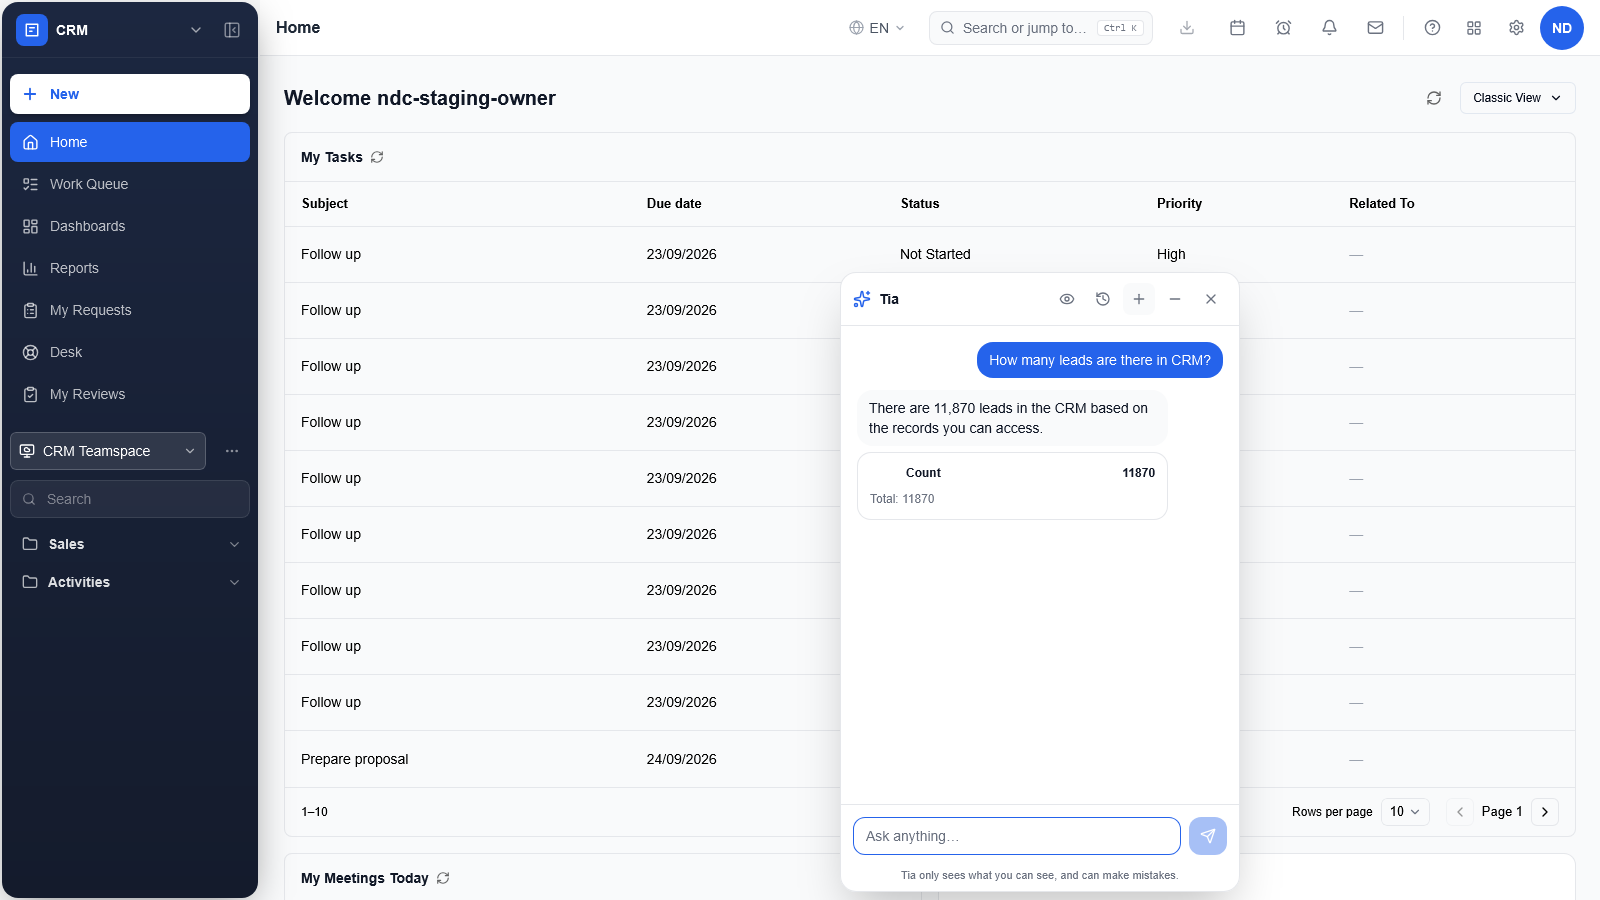 CRM
Home
EN
Search or jump to...
Ctrl K
ND
New
Home
Work Queue
Dashboards
Reports
My Requests
Desk
My Reviews
CRM Teamspace
Search
Sales
Activities
Welcome ndc-staging-owner
Classic View
My Tasks
Subject Due date Status Priority Related To
Follow up 23/09/2026 Not Started High —
Follow up 23/09/2026 —
Follow up 23/09/2026 —
Follow up 23/09/2026 —
Follow up 23/09/2026 —
Follow up 23/09/2026 —
Follow up 23/09/2026 —
Follow up 23/09/2026 —
Follow up 23/09/2026 —
Prepare proposal 24/09/2026 —
1–10
Rows per page 10 Page 1
My Meetings Today
Tia
How many leads are there in CRM?
There are 11,870 leads in the CRM based on
the records you can access.
Count 11870
Total: 11870
Ask anything...
Tia only sees what you can see, and can make mistakes.